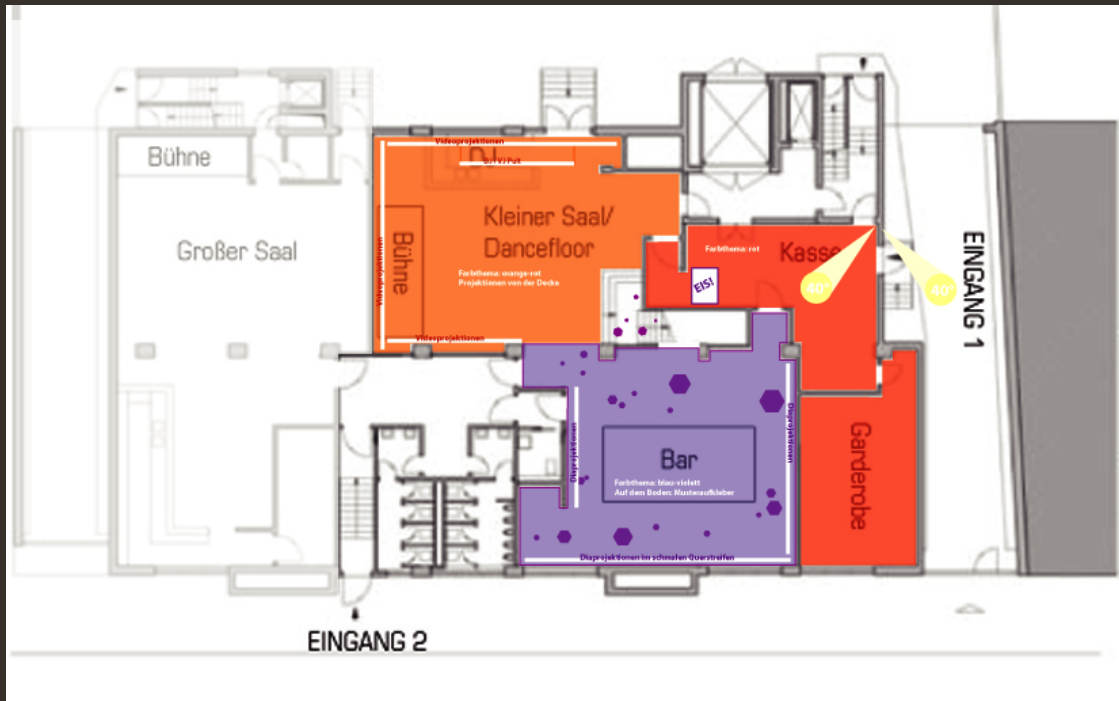 Bühne
Großer Saal
Videoprojektionen
DJ
DJ / VJ Pult
Videoprojektionen
Bühne
Kleiner Saal/
Dancefloor
Farbthema: orange-rot
Projektionen von der Decke
Videoprojektionen
Farbthema: rot
Kasse
EIS!
40°
40°
EINGANG 1
Diaprojektionen
Bar
Farbthema: blau-violett
Auf dem Boden: Musteraufkleber
Diaprojektionen
Diaprojektionen im schmalen Querstreifen
Garderobe
EINGANG 2